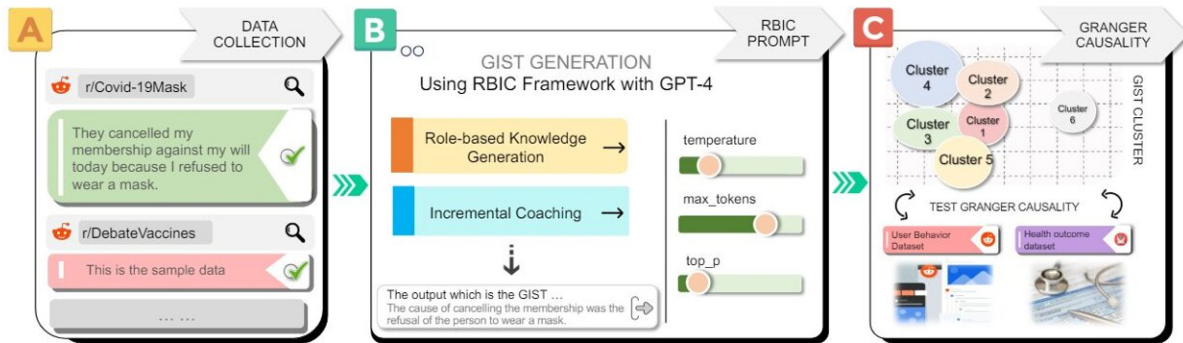 A
DATA
COLLECTION
r/Covid-19Mask
They cancelled my
membership against my will
today because I refused to
wear a mask.
r/DebateVaccines
This is the sample data
... ...
B
RBIC
PROMPT
GIST GENERATION
Using RBIC Framework with GPT-4
Role-based Knowledge
Generation
Incremental Coaching
The output which is the GIST ...
The cause of cancelling the membership was the
refusal of the person to wear a mask.
temperature
max_tokens
top_p
C
GRANGER
CAUSALITY
Cluster
4
Cluster
2
Cluster
6
Cluster
3
Cluster
1
Cluster 5
GIST CLUSTER
TEST GRANGER CAUSALITY
User Behavior
Dataset
Health outcome
dataset